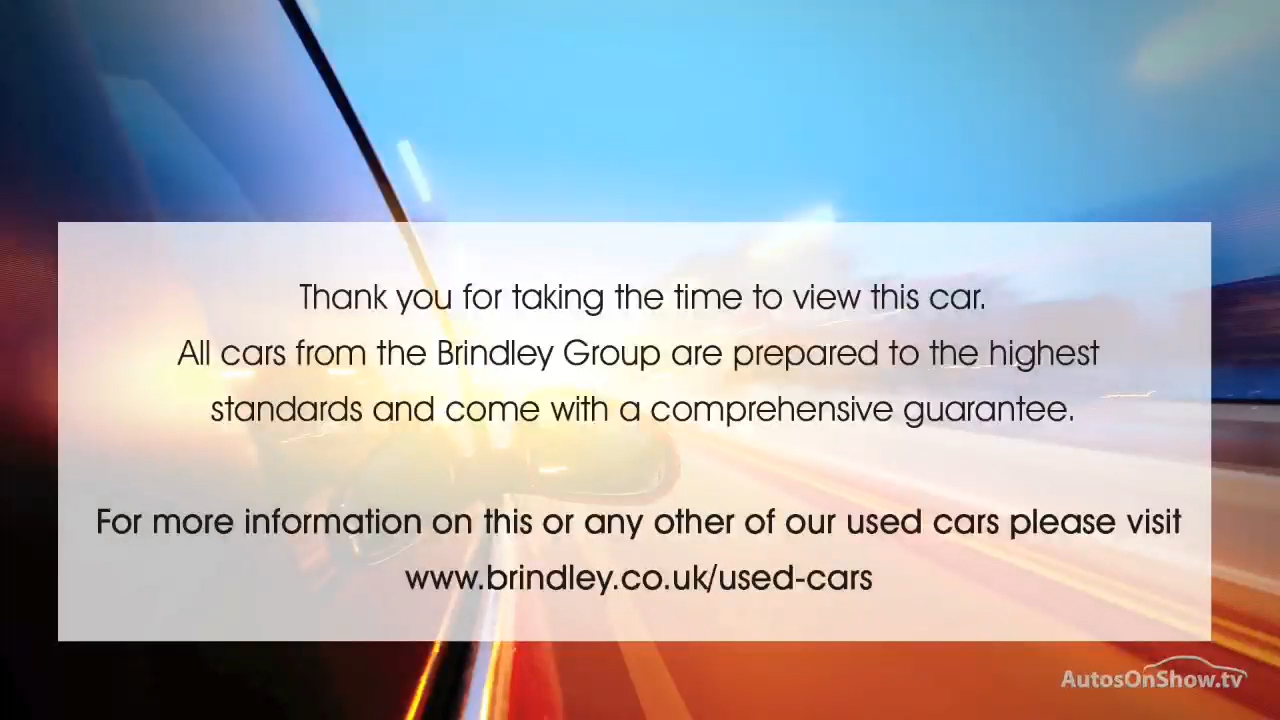 Thank you for taking the time to view this car.
All cars from the Brindley Group are prepared to the highest
standards and come with a comprehensive guarantee.
For more information on this or any other of our used cars please visit
www.brindley.co.uk/used-cars
AutosOnShow.tv